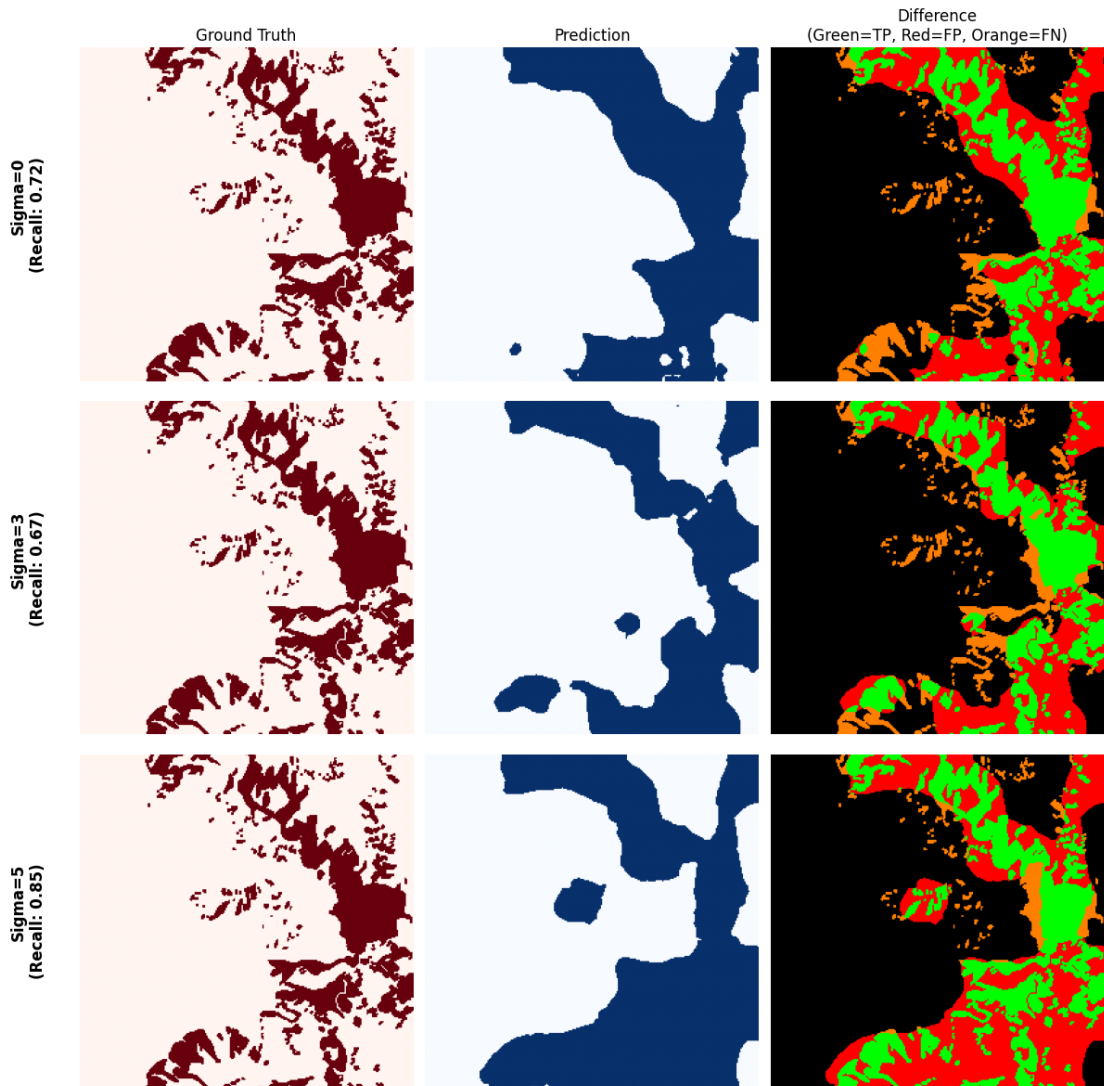 Ground Truth
Prediction
Difference
(Green=TP, Red=FP, Orange=FN)
Sigma=0
(Recall: 0.72)
Sigma=3
(Recall: 0.67)
Sigma=5
(Recall: 0.85)